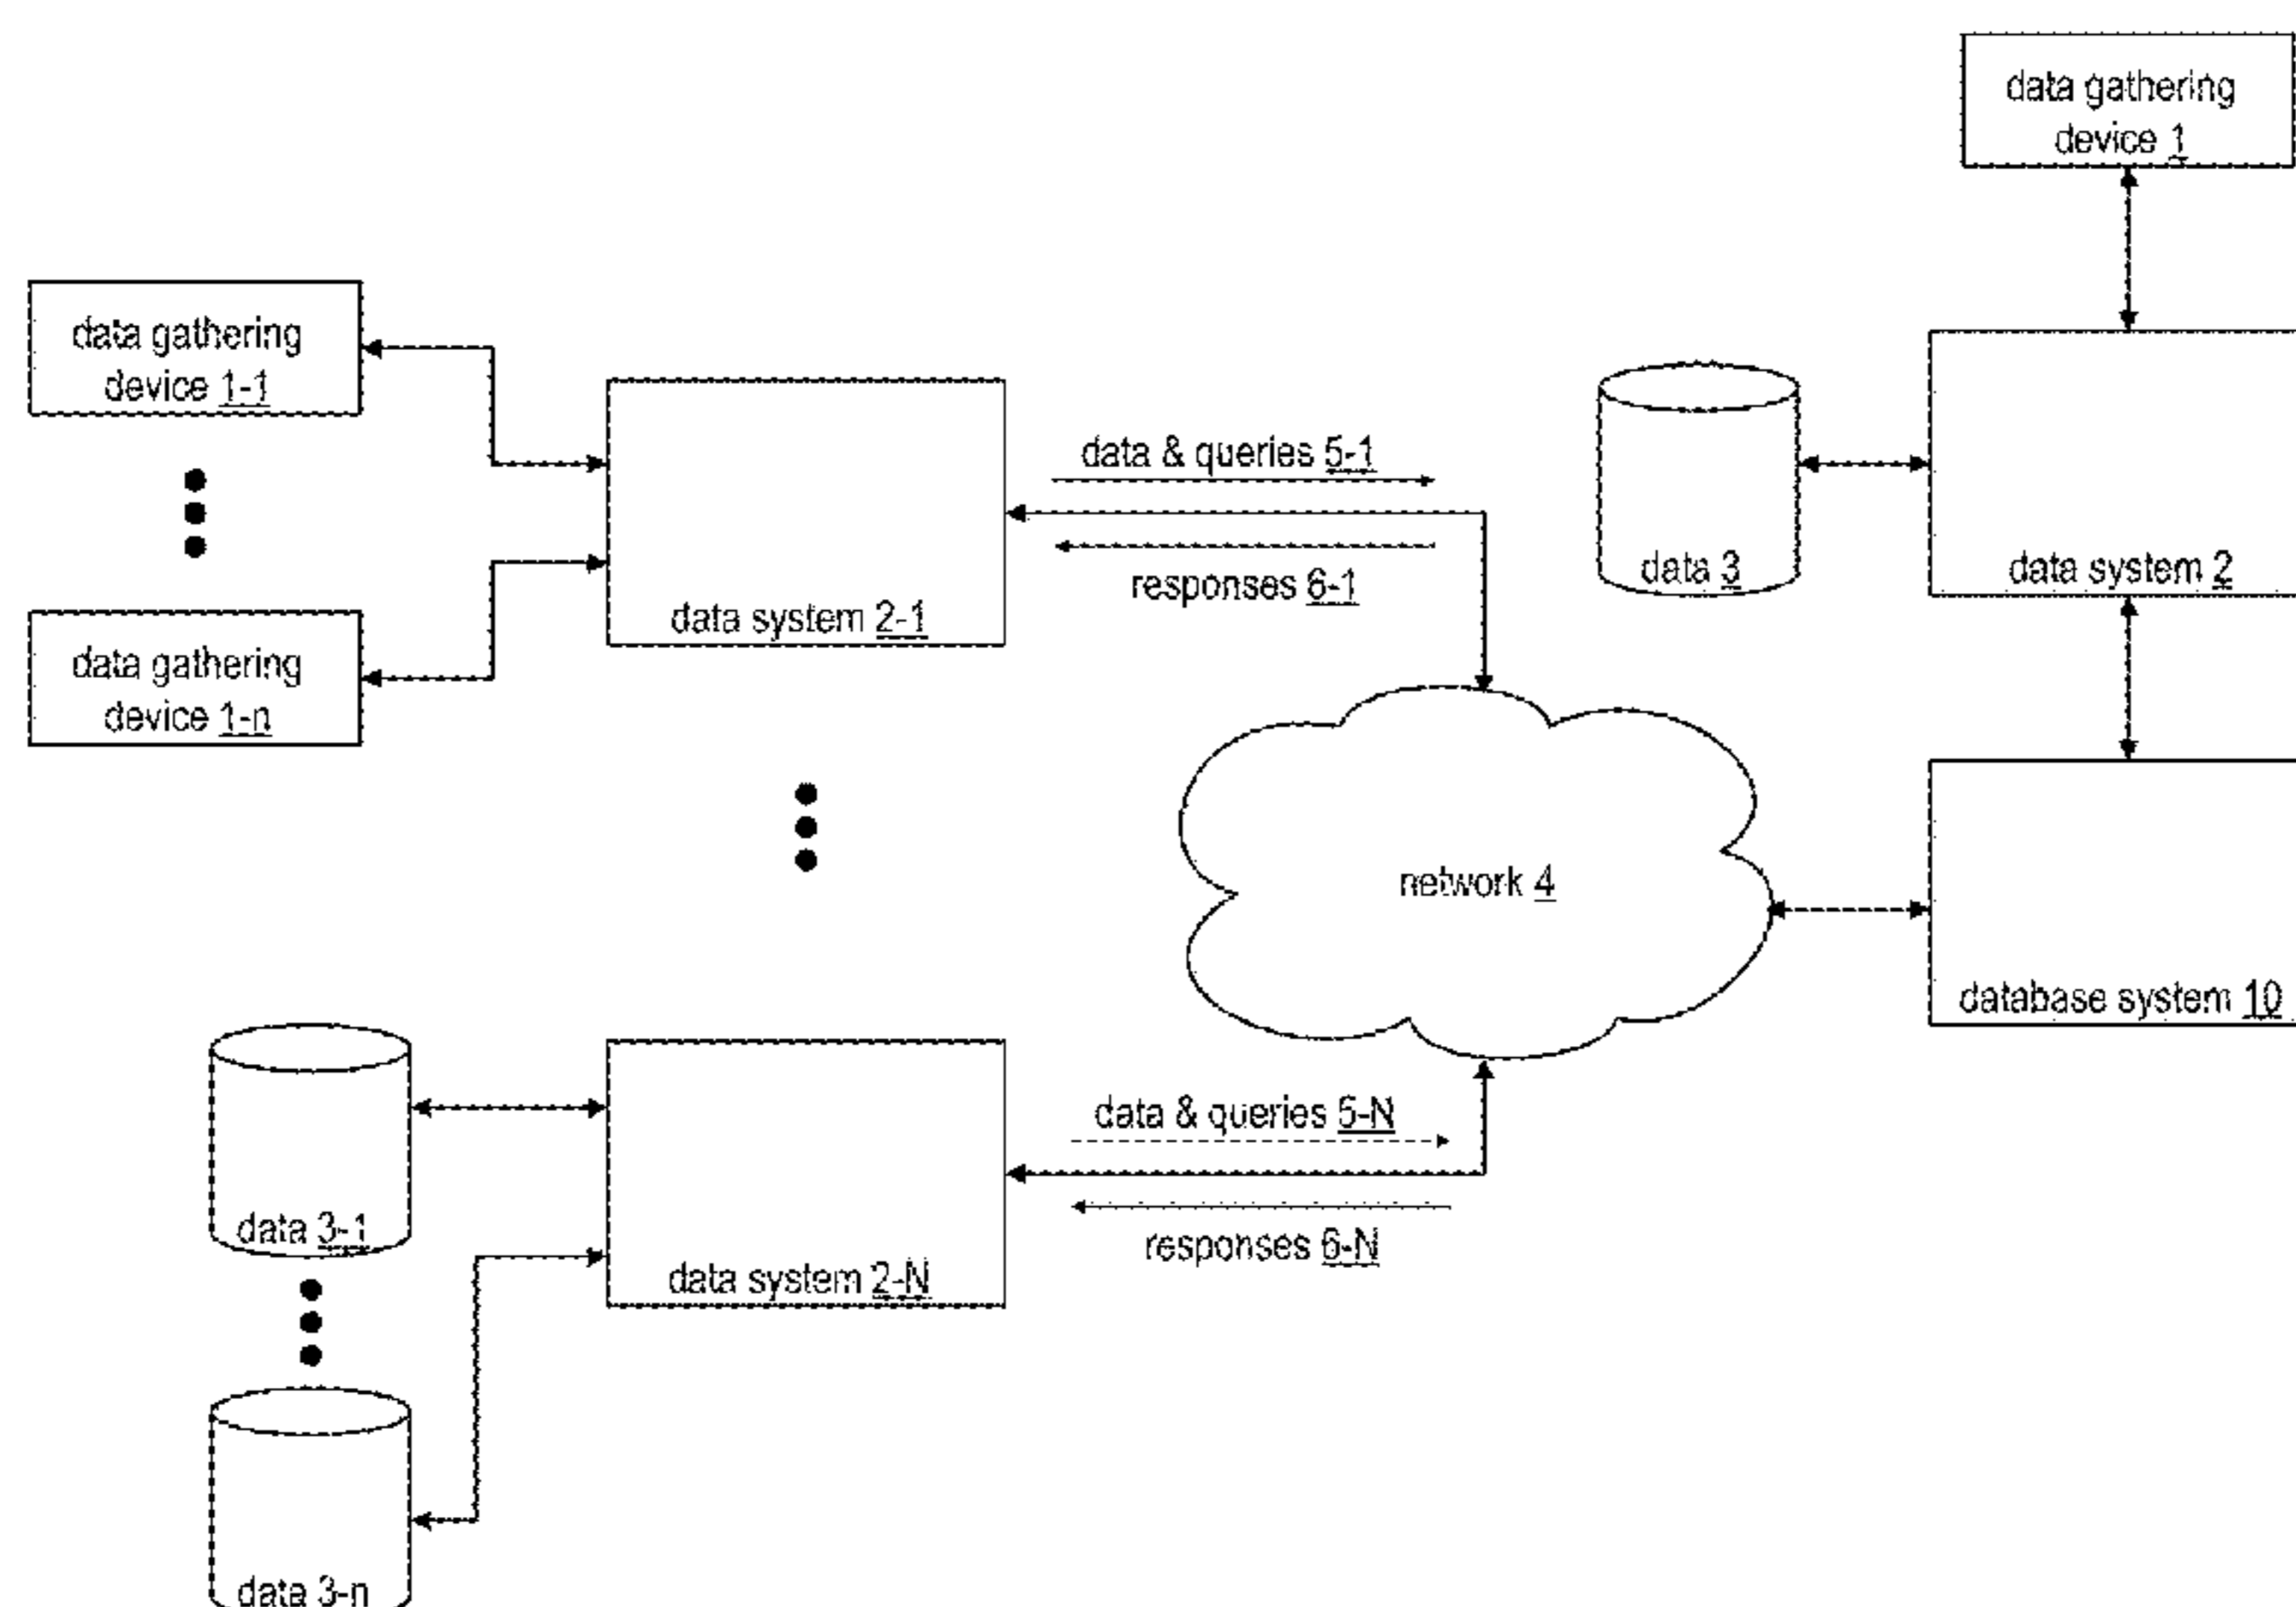 data gathering
device 1
data gathering
device 1-1
data & queries 5-1
responses 6-1
data 3
data system 2
data system 2-1
data gathering
device 1-n
network 4
database system 10
data & queries 5-N
responses 6-N
data 3-1
data system 2-N
data 3-n